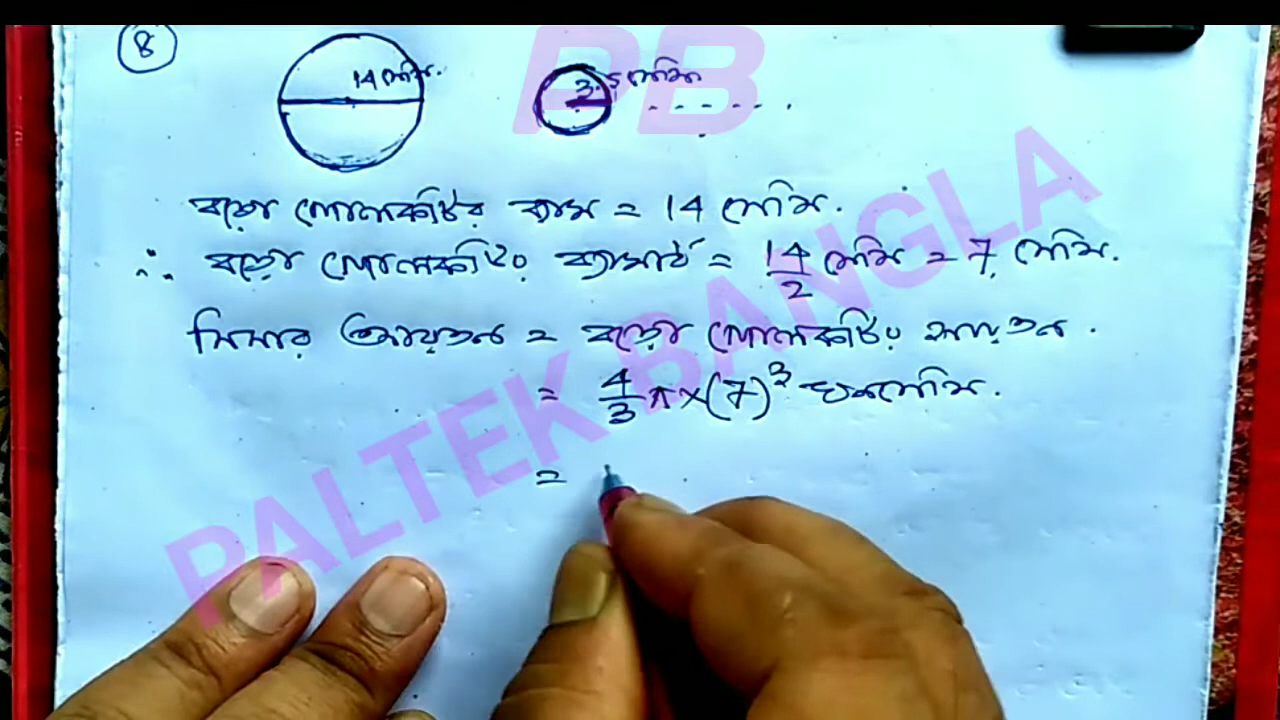 8
14 সেমি.
3.5 সেমি
PB
PALTEK BANGLA
বড়ো গোলকটির ব্যাস = 14 সেমি.
∴ বড়ো গোলকটির ব্যাসার্ধ = 14/2 সেমি = 7 সেমি.
সিসার আয়তন = বড়ো গোলকটির আয়তন.
= 4/3 π×(7)³ ঘনসেমি.
=